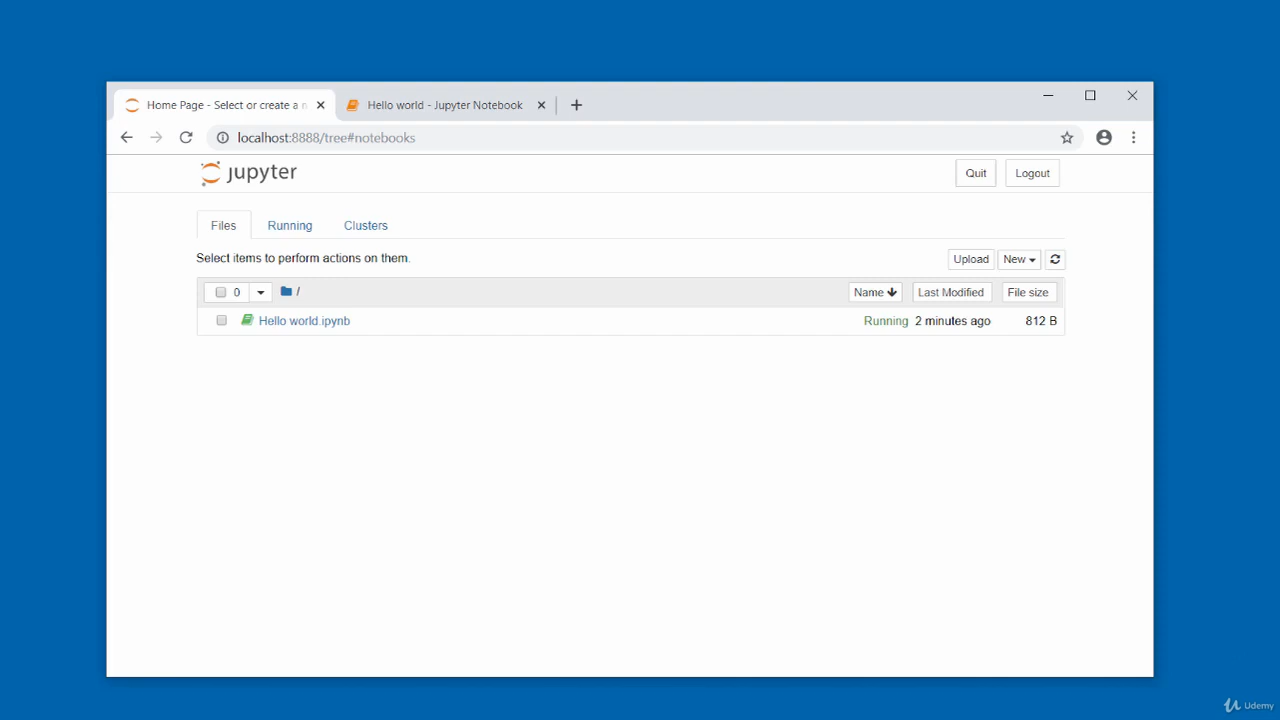 Home Page - Select or create a n
Hello world - Jupyter Notebook
localhost:8888/tree#notebooks
jupyter
Quit
Logout
Files
Running
Clusters
Select items to perform actions on them.
Upload
New
0
/
Name
Last Modified
File size
Hello world.ipynb
Running
2 minutes ago
812 B
Udemy